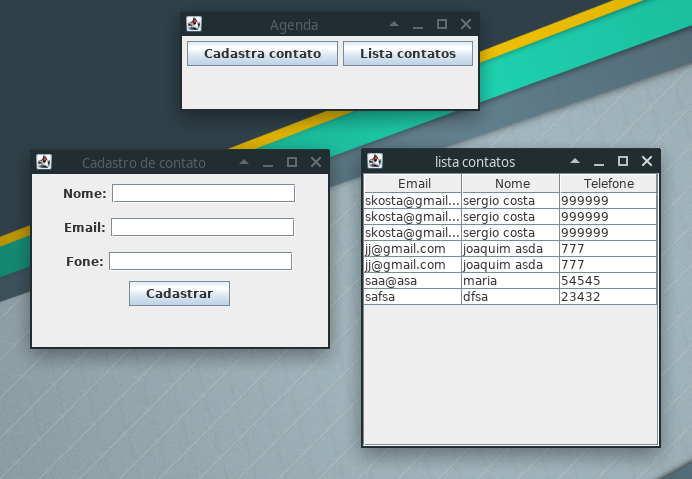 Agenda
Cadastra contato Lista contatos
Cadastro de contato
Nome:
Email:
Fone:
Cadastrar
lista contatos
Email Nome Telefone
skosta@gmail... sergio costa 999999
skosta@gmail... sergio costa 999999
skosta@gmail... sergio costa 999999
jj@gmail.com joaquim asda 777
jj@gmail.com joaquim asda 777
saa@asa maria 54545
safsa dfsa 23432